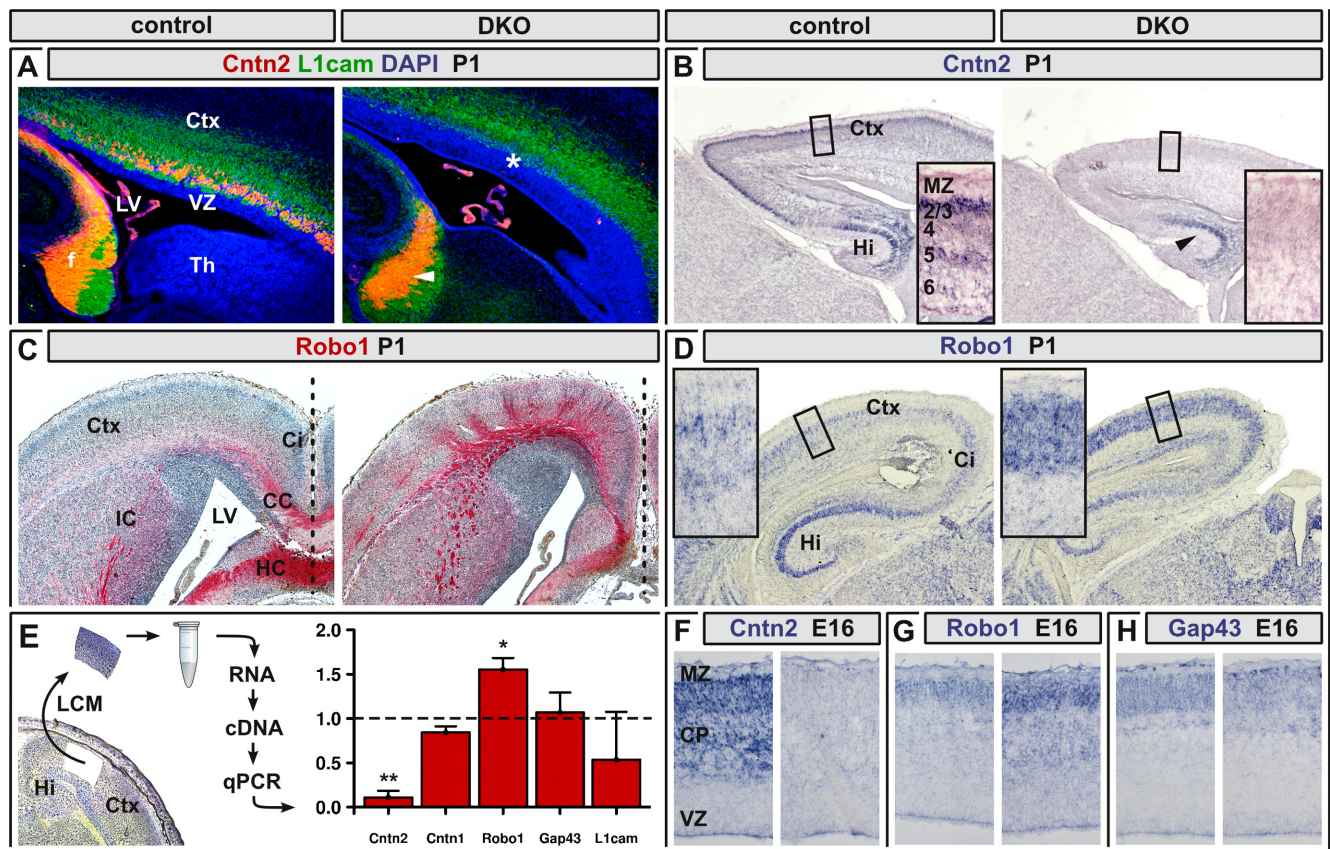 control
DKO
control
DKO
A
Cntn2 L1cam DAPI P1
Ctx
LV
VZ
f
Th
*
B
Cntn2 P1
Ctx
Hi
MZ
2/3
4
5
6
C
Robo1 P1
Ctx
Ci
CC
IC
LV
HC
D
Robo1 P1
Ctx
Ci
Hi
E
LCM
RNA
cDNA
qPCR
Hi
Ctx
2.0
1.5
1.0
0.5
0.0
**
*
Cntn2 Cntn1 Robo1 Gap43 L1cam
F
Cntn2 E16
MZ
CP
VZ
G
Robo1 E16
H
Gap43 E16